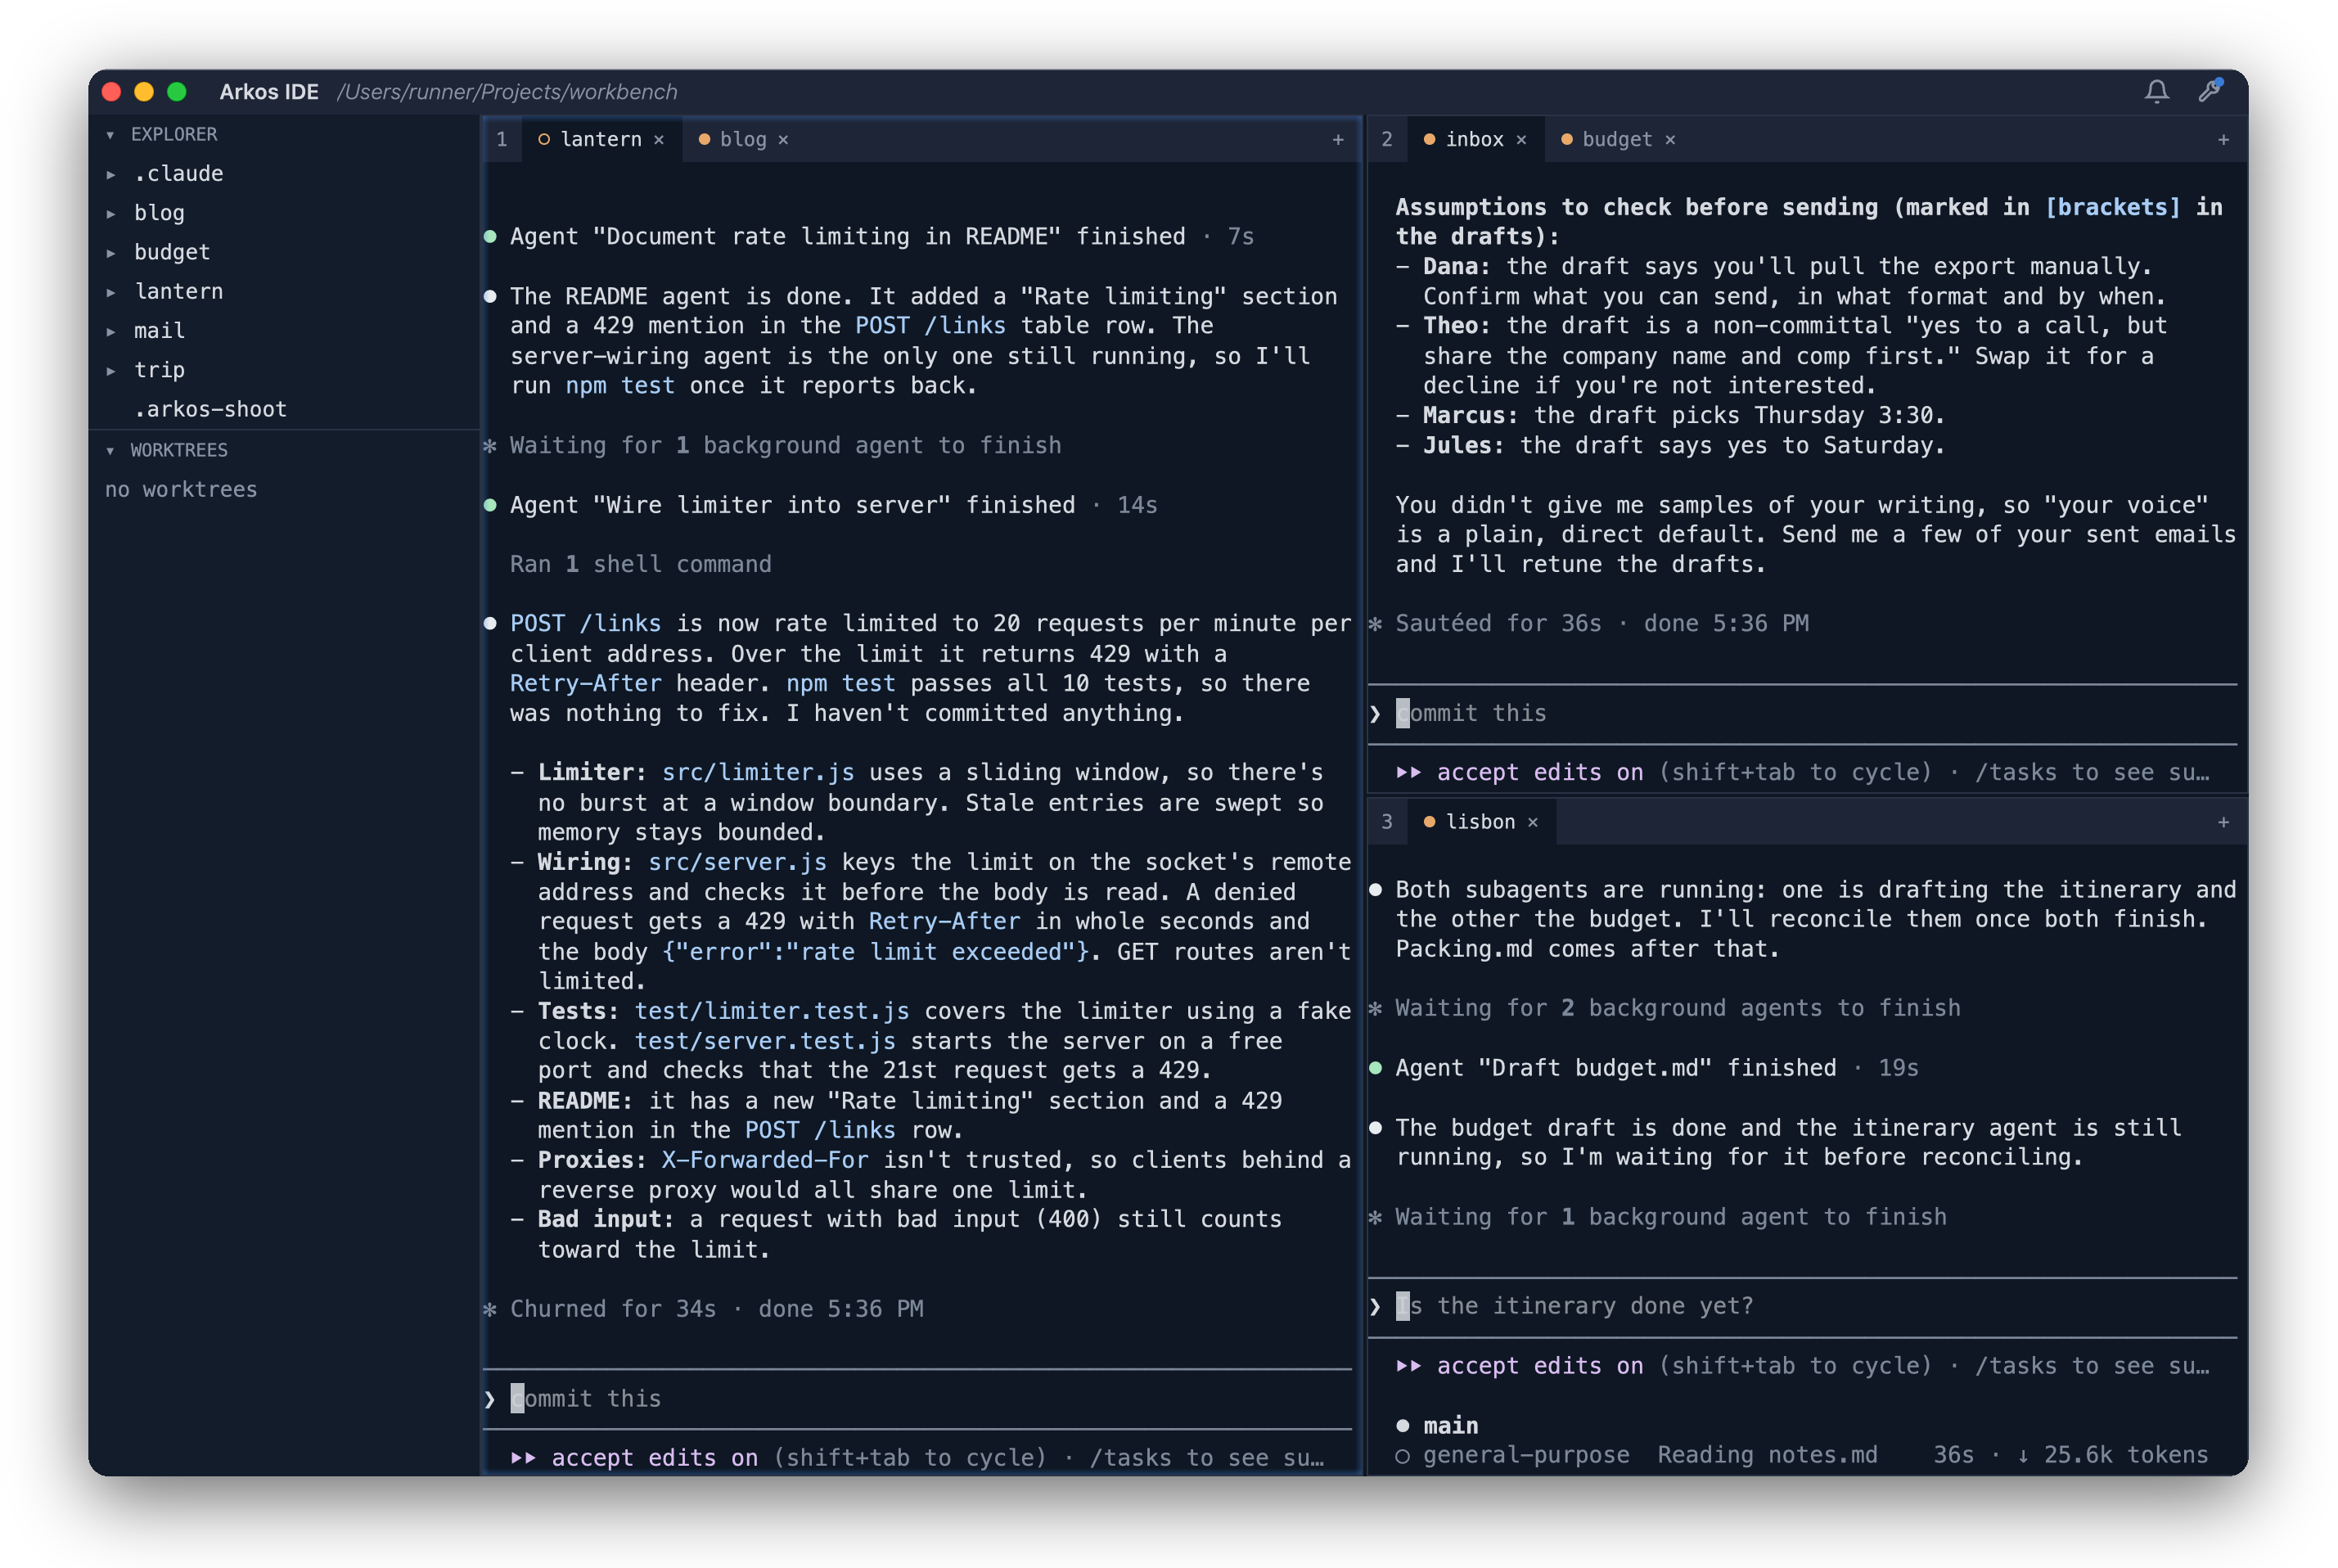 Arkos IDE /Users/runner/Projects/workbench
▾ EXPLORER
▸ .claude
▸ blog
▸ budget
▸ lantern
▸ mail
▸ trip
.arkos-shoot
▾ WORKTREES
no worktrees
1 ○ lantern × ● blog × +
● Agent "Document rate limiting in README" finished · 7s
● The README agent is done. It added a "Rate limiting" section
and a 429 mention in the POST /links table row. The
server-wiring agent is the only one still running, so I'll
run npm test once it reports back.
✻ Waiting for 1 background agent to finish
● Agent "Wire limiter into server" finished · 14s
Ran 1 shell command
● POST /links is now rate limited to 20 requests per minute per
client address. Over the limit it returns 429 with a
Retry-After header. npm test passes all 10 tests, so there
was nothing to fix. I haven't committed anything.
- Limiter: src/limiter.js uses a sliding window, so there's
no burst at a window boundary. Stale entries are swept so
memory stays bounded.
- Wiring: src/server.js keys the limit on the socket's remote
address and checks it before the body is read. A denied
request gets a 429 with Retry-After in whole seconds and
the body {"error":"rate limit exceeded"}. GET routes aren't
limited.
- Tests: test/limiter.test.js covers the limiter using a fake
clock. test/server.test.js starts the server on a free
port and checks that the 21st request gets a 429.
- README: it has a new "Rate limiting" section and a 429
mention in the POST /links row.
- Proxies: X-Forwarded-For isn't trusted, so clients behind a
reverse proxy would all share one limit.
- Bad input: a request with bad input (400) still counts
toward the limit.
✻ Churned for 34s · done 5:36 PM
❯ commit this
⏵⏵ accept edits on (shift+tab to cycle) · /tasks to see su…
2 ● inbox × ● budget × +
Assumptions to check before sending (marked in [brackets] in
the drafts):
- Dana: the draft says you'll pull the export manually.
Confirm what you can send, in what format and by when.
- Theo: the draft is a non-committal "yes to a call, but
share the company name and comp first." Swap it for a
decline if you're not interested.
- Marcus: the draft picks Thursday 3:30.
- Jules: the draft says yes to Saturday.
You didn't give me samples of your writing, so "your voice"
is a plain, direct default. Send me a few of your sent emails
and I'll retune the drafts.
✻ Sautéed for 36s · done 5:36 PM
❯ commit this
⏵⏵ accept edits on (shift+tab to cycle) · /tasks to see su…
3 ● lisbon × +
● Both subagents are running: one is drafting the itinerary and
the other the budget. I'll reconcile them once both finish.
Packing.md comes after that.
✻ Waiting for 2 background agents to finish
● Agent "Draft budget.md" finished · 19s
● The budget draft is done and the itinerary agent is still
running, so I'm waiting for it before reconciling.
✻ Waiting for 1 background agent to finish
❯ Is the itinerary done yet?
⏵⏵ accept edits on (shift+tab to cycle) · /tasks to see su…
● main
○ general-purpose Reading notes.md 36s · ↓ 25.6k tokens